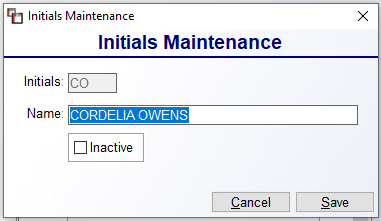 Initials Maintenance
Initials Maintenance
Initials: CO
Name: CORDELIA OWENS
Inactive
Cancel Save